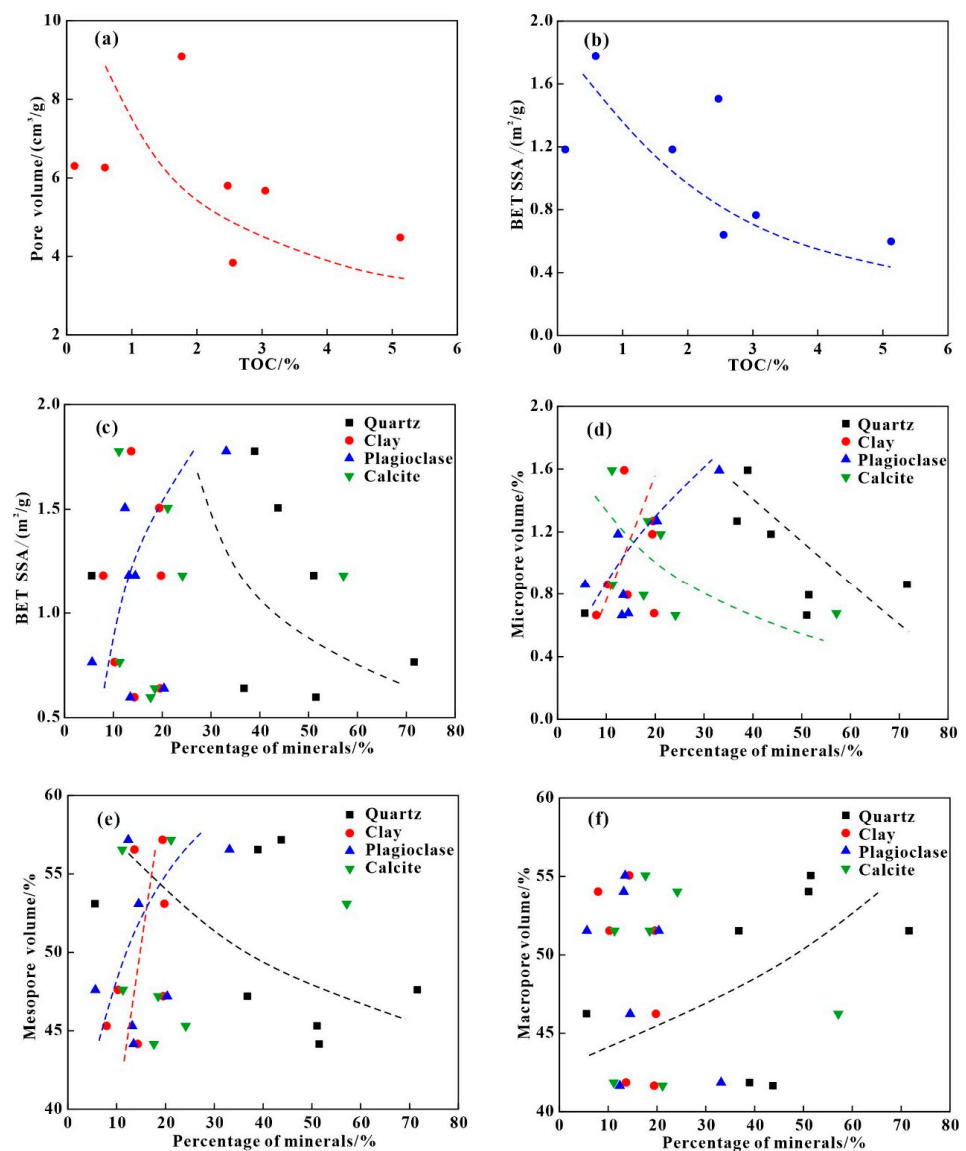 (a)
Pore volume/(cm³/g)
10
8
6
4
2
0 1 2 3 4 5 6
TOC/%
(b)
BET SSA /(m²/g)
2.0
1.6
1.2
0.8
0.4
0.0
0 1 2 3 4 5 6
TOC/%
(c)
Quartz
Clay
Plagioclase
Calcite
BET SSA /(m²/g)
2.0
1.5
1.0
0.5
0 10 20 30 40 50 60 70 80
Percentage of minerals/%
(d)
Quartz
Clay
Plagioclase
Calcite
Micropore volume/%
2.0
1.6
1.2
0.8
0.4
0.0
0 10 20 30 40 50 60 70 80
Percentage of minerals/%
(e)
Quartz
Clay
Plagioclase
Calcite
Mesopore volume/%
60
55
50
45
40
0 10 20 30 40 50 60 70 80
Percentage of minerals/%
(f)
Quartz
Clay
Plagioclase
Calcite
Macropore volume/%
60
55
50
45
40
0 10 20 30 40 50 60 70 80
Percentage of minerals/%